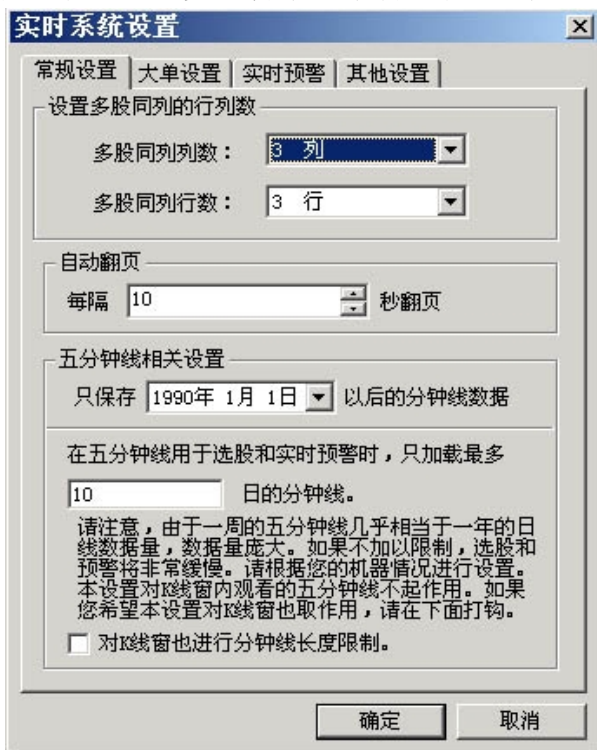 实时系统设置
常规设置 大单设置 实时预警 其他设置
设置多股同列的行列数
多股同列列数： 3 列
多股同列行数： 3 行
自动翻页
每隔 10 秒翻页
五分钟线相关设置
只保存 1990年 1月 1日 以后的分钟线数据
在五分钟线用于选股和实时预警时，只加载最多
10 日的分钟线。
请注意，由于一周的五分钟线几乎相当于一年的日
线数据量，数据量庞大。如果不加以限制，选股和
预警将非常缓慢。请根据您的机器情况进行设置。
本设置对K线窗内观看的五分钟线不起作用。如果
您希望本设置对K线窗也取作用，请在下面打钩。
对K线窗也进行分钟线长度限制。
确定 取消